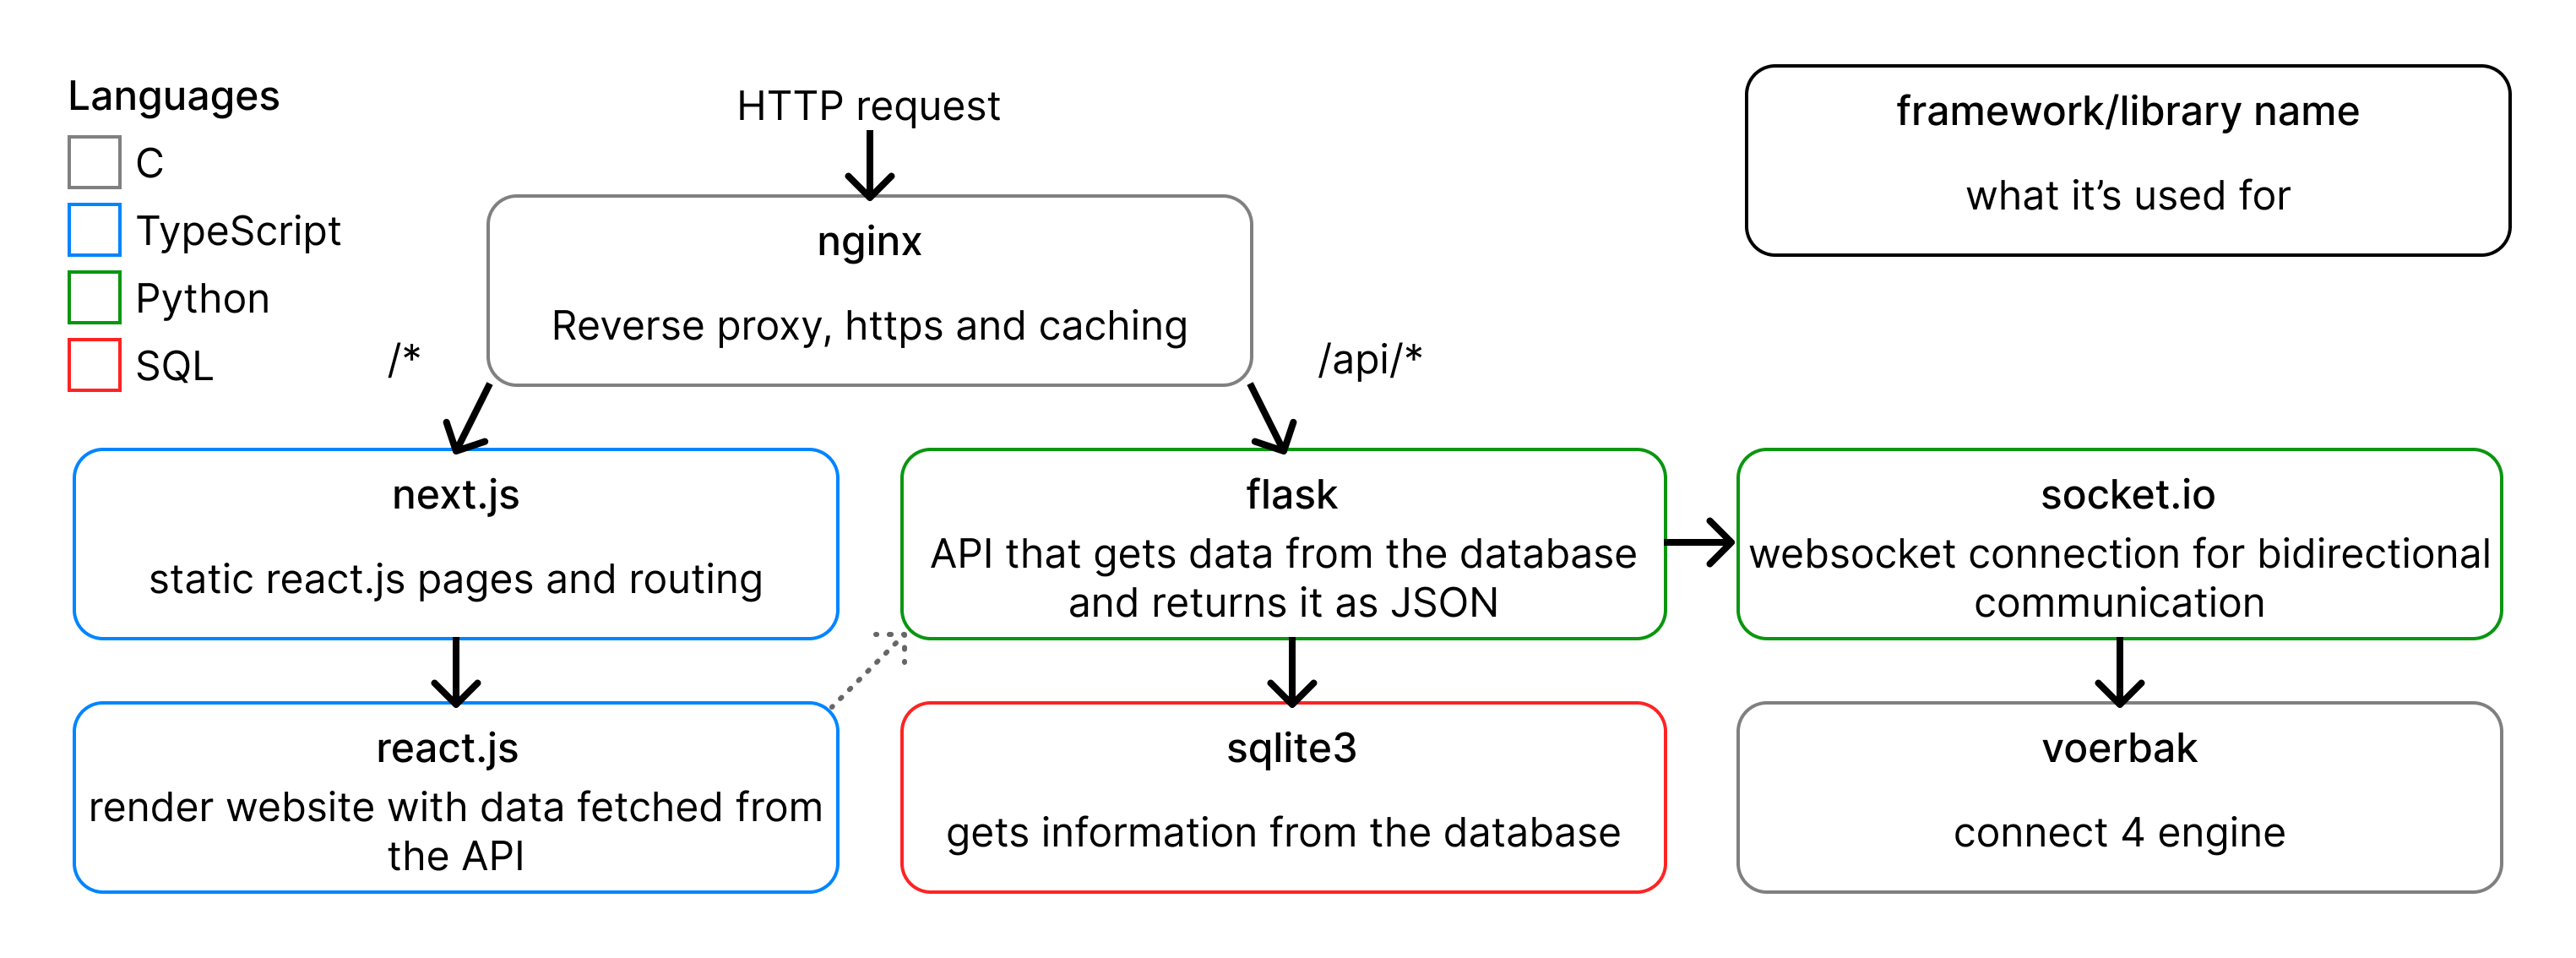 Languages
C
TypeScript
Python
SQL
HTTP request
framework/library name
what it’s used for
nginx
Reverse proxy, https and caching
/*
/api/*
next.js
static react.js pages and routing
flask
API that gets data from the database
and returns it as JSON
socket.io
websocket connection for bidirectional
communication
react.js
render website with data fetched from
the API
sqlite3
gets information from the database
voerbak
connect 4 engine